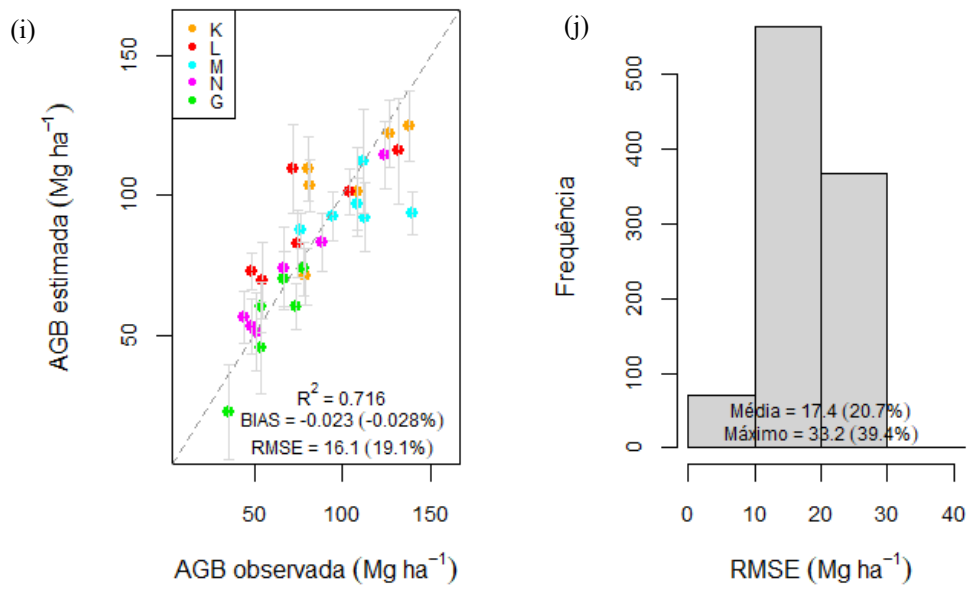 (i)
K
L
M
N
G
150
100
50
AGB estimada (Mg ha⁻¹)
R² = 0.716
BIAS = -0.023 (-0.028%)
RMSE = 16.1 (19.1%)
50 100 150
AGB observada (Mg ha⁻¹)
(j)
500
400
300
200
100
0
Frequência
Média = 17.4 (20.7%)
Máximo = 33.2 (39.4%)
0 10 20 30 40
RMSE (Mg ha⁻¹)